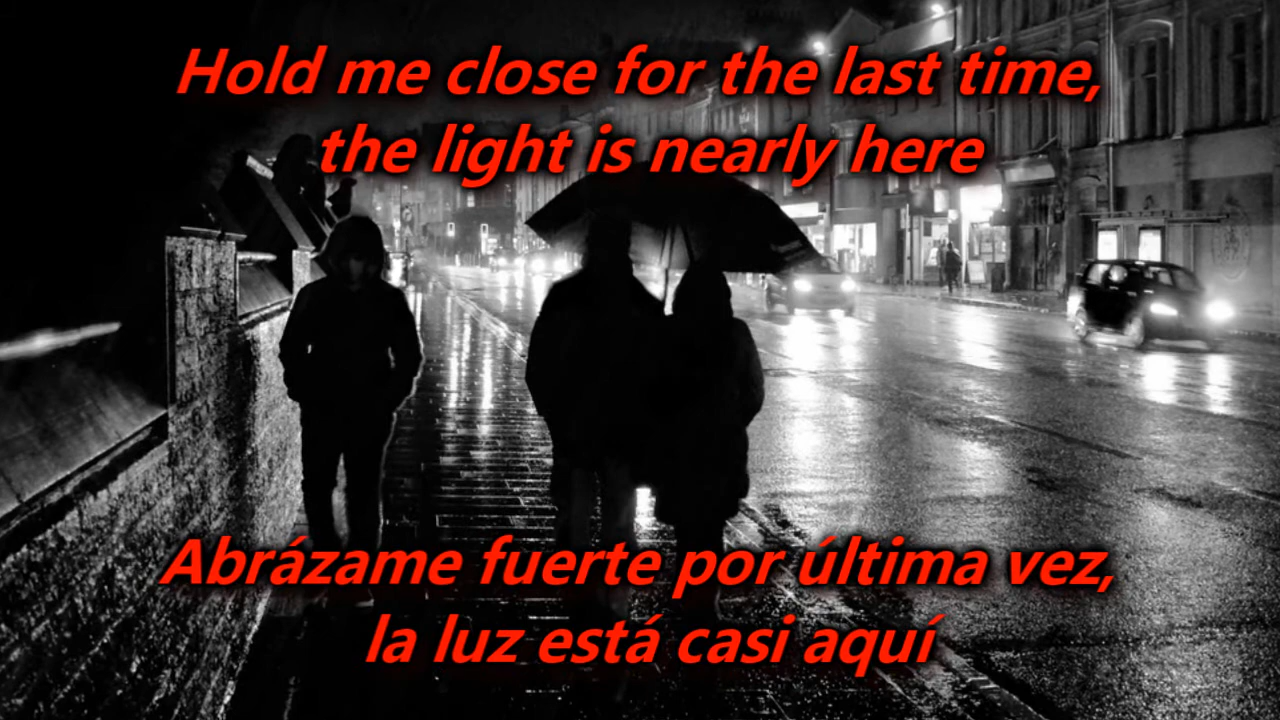 Hold me close for the last time,
the light is nearly here
Abrázame fuerte por última vez,
la luz está casi aquí